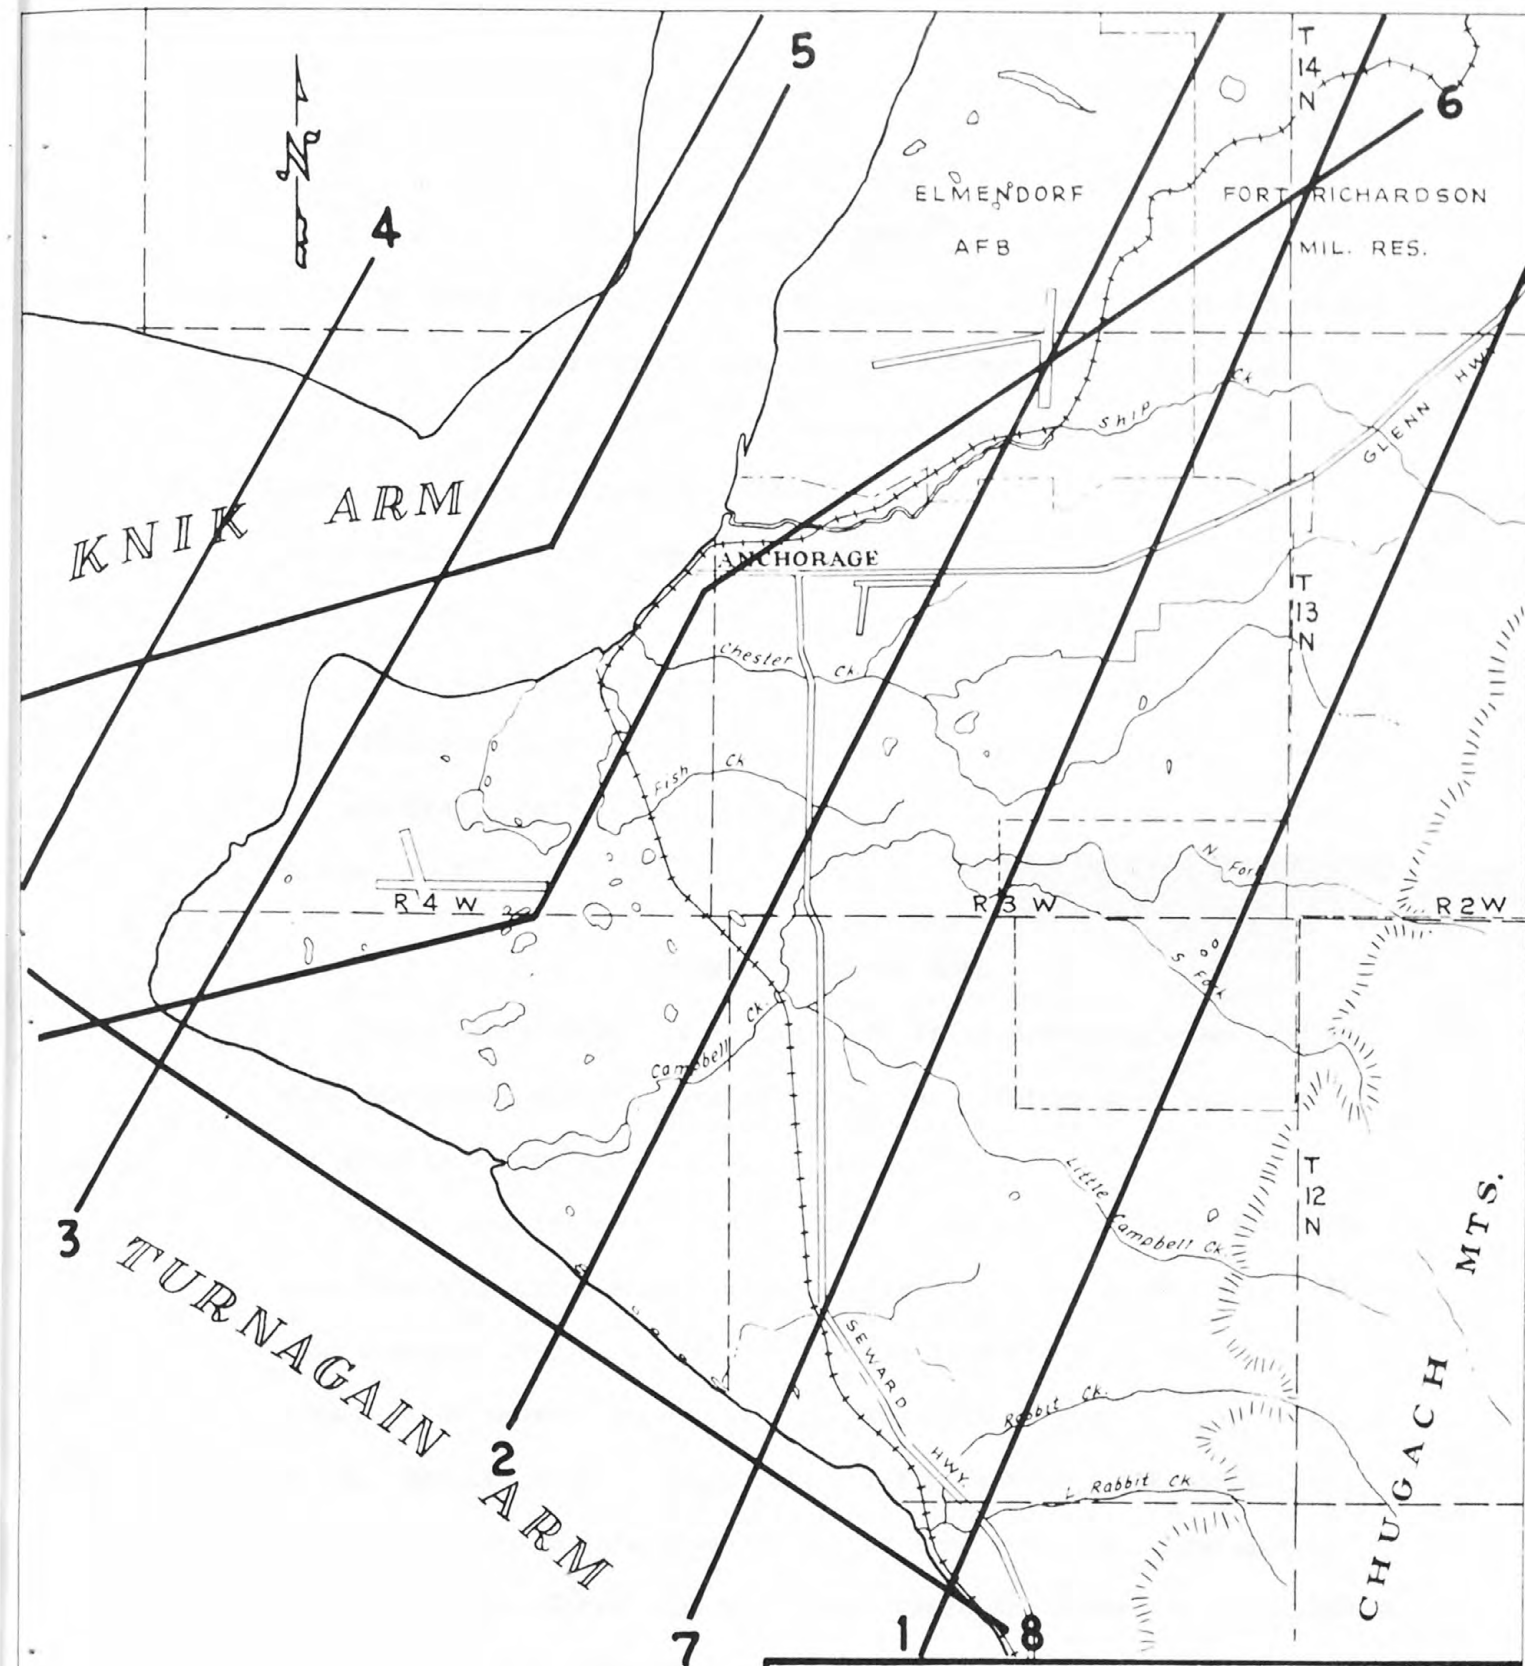 T
14
N
5
6
N
4
ELMENDORF
AFB
FORT RICHARDSON
MIL. RES.
Ship Ck
GLENN HWY
KNIK ARM
ANCHORAGE
T
13
N
Chester Ck
Fish Ck
N. Fork
R 4 W
R 3 W
R 2 W
S Fork
Campbell Ck.
Little Campbell Ck.
T
12
N
3
TURNAGAIN ARM
CHUGACH MTS.
SEWARD HWY.
Rabbit Ck.
L Rabbit Ck
2
7
1
8